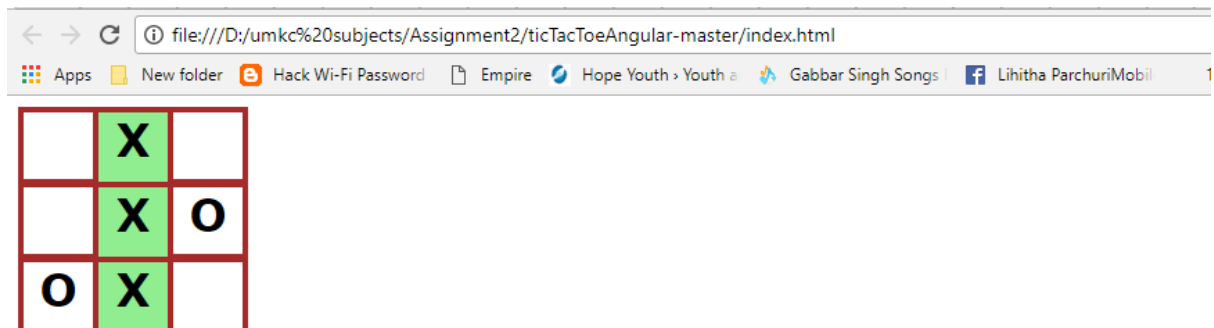 file:///D:/umkc%20subjects/Assignment2/ticTacToeAngular-master/index.html
Apps New folder Hack Wi-Fi Password Empire Hope Youth › Youth a Gabbar Singh Songs Lihitha ParchuriMobil
X
X O
O X